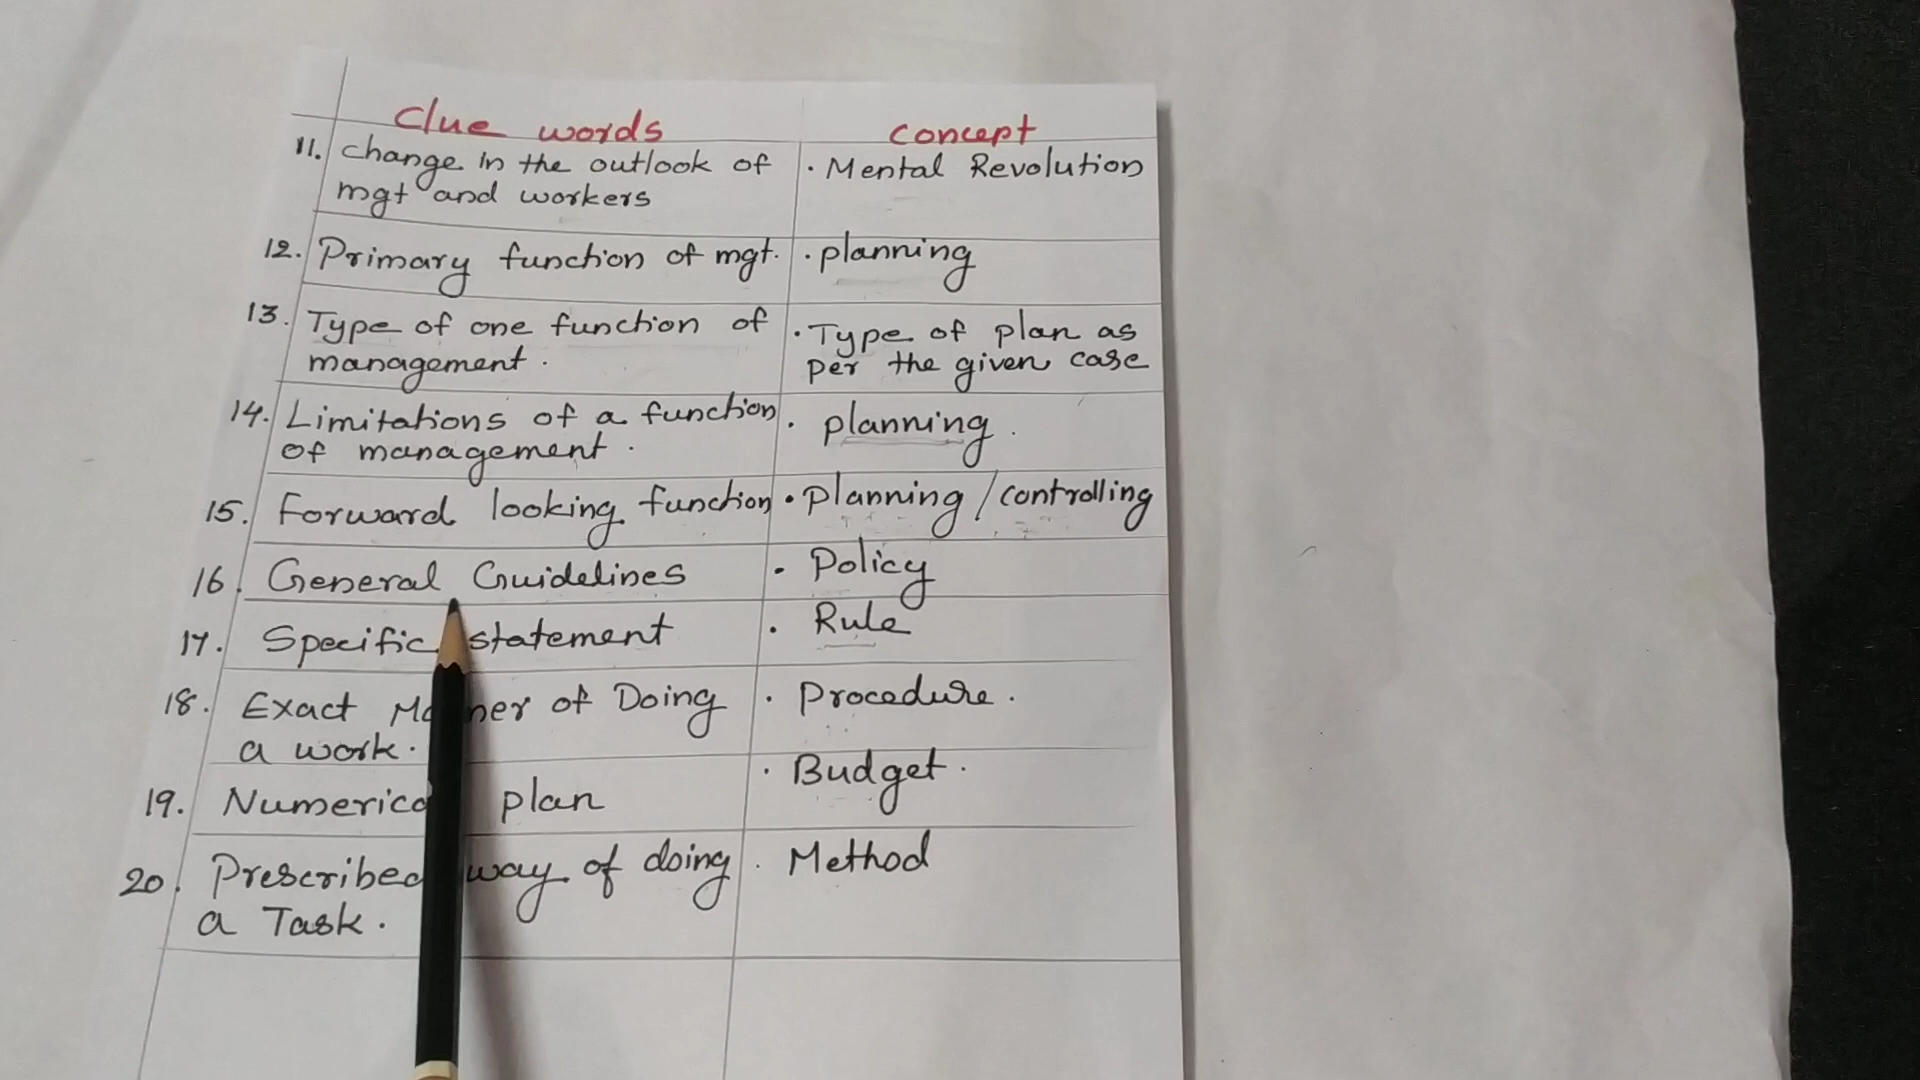 Clue words concept
11. change in the outlook of · Mental Revolution
mgt and workers
12. Primary function of mgt. · planning
13. Type of one function of · Type of plan as
management. per the given case
14. Limitations of a function · planning.
of management.
15. Forward looking function · Planning/controlling
16. General Guidelines · Policy
17. Specific statement · Rule
18. Exact of Doing · Procedure.
a work.
19. plan · Budget.
20. Prescribed way of doing · Method
a Task.